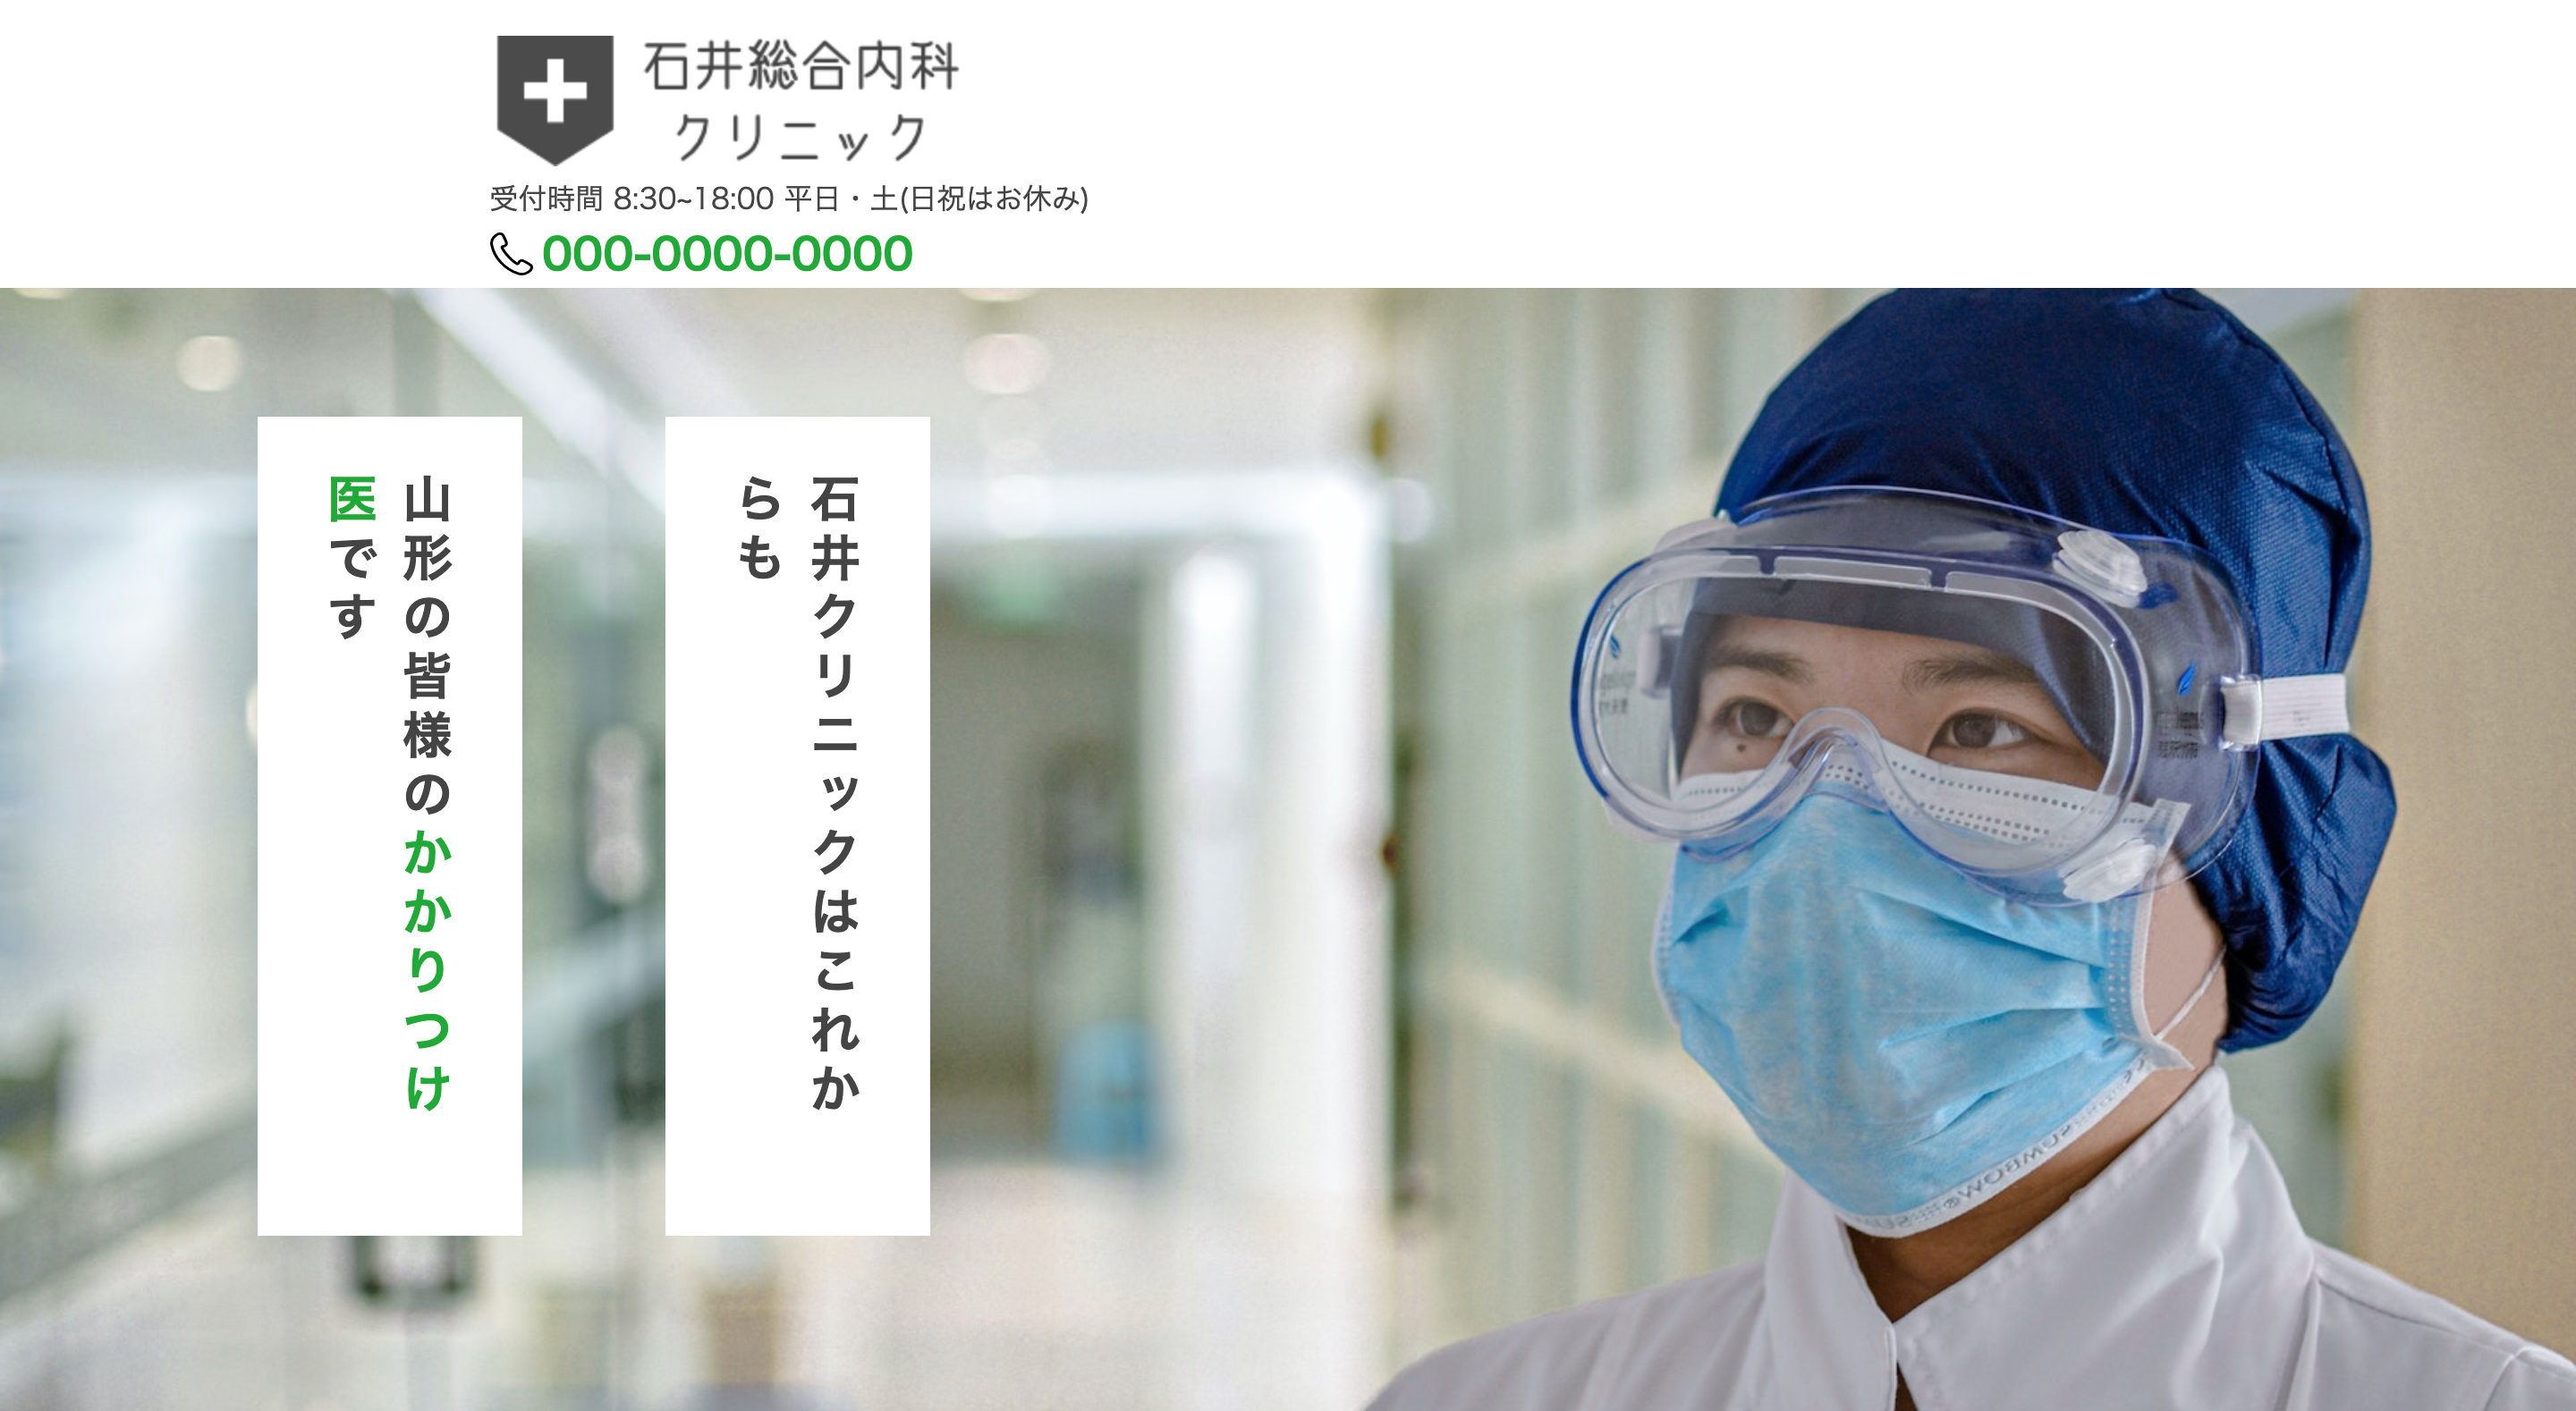 石井総合内科
クリニック
受付時間 8:30~18:00 平日・土(日祝はお休み)
000-0000-0000
石井クリニックはこれか
らも
山形の皆様のかかりつけ
医です